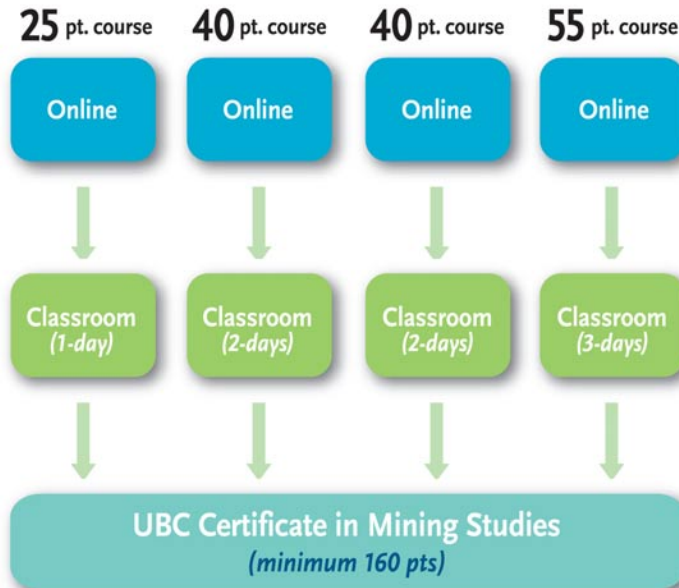 25 pt. course 40 pt. course 40 pt. course 55 pt. course
Online Online Online Online
Classroom Classroom Classroom Classroom
(1-day) (2-days) (2-days) (3-days)
UBC Certificate in Mining Studies
(minimum 160 pts)